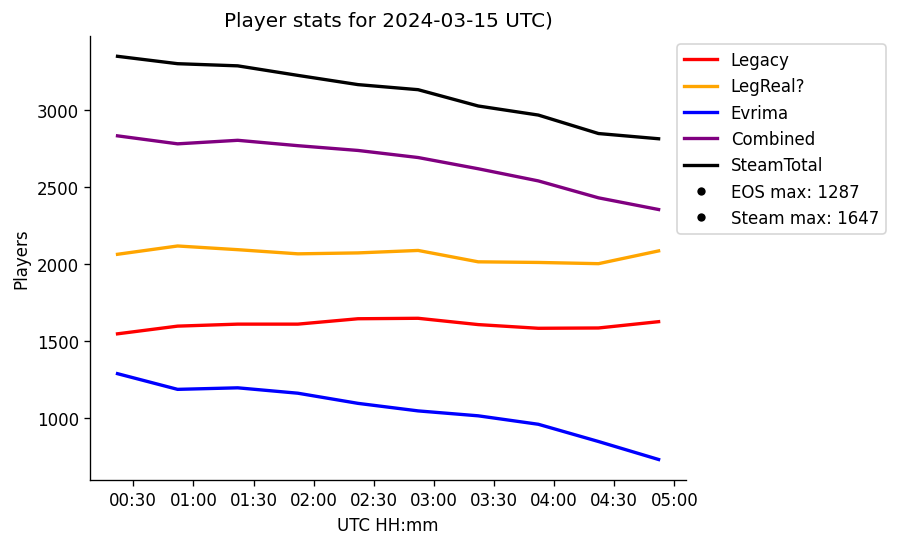 Player stats for 2024-03-15 UTC)
Legacy
LegReal?
Evrima
Combined
SteamTotal
EOS max: 1287
Steam max: 1647
Players
3000
2500
2000
1500
1000
00:30 01:00 01:30 02:00 02:30 03:00 03:30 04:00 04:30 05:00
UTC HH:mm